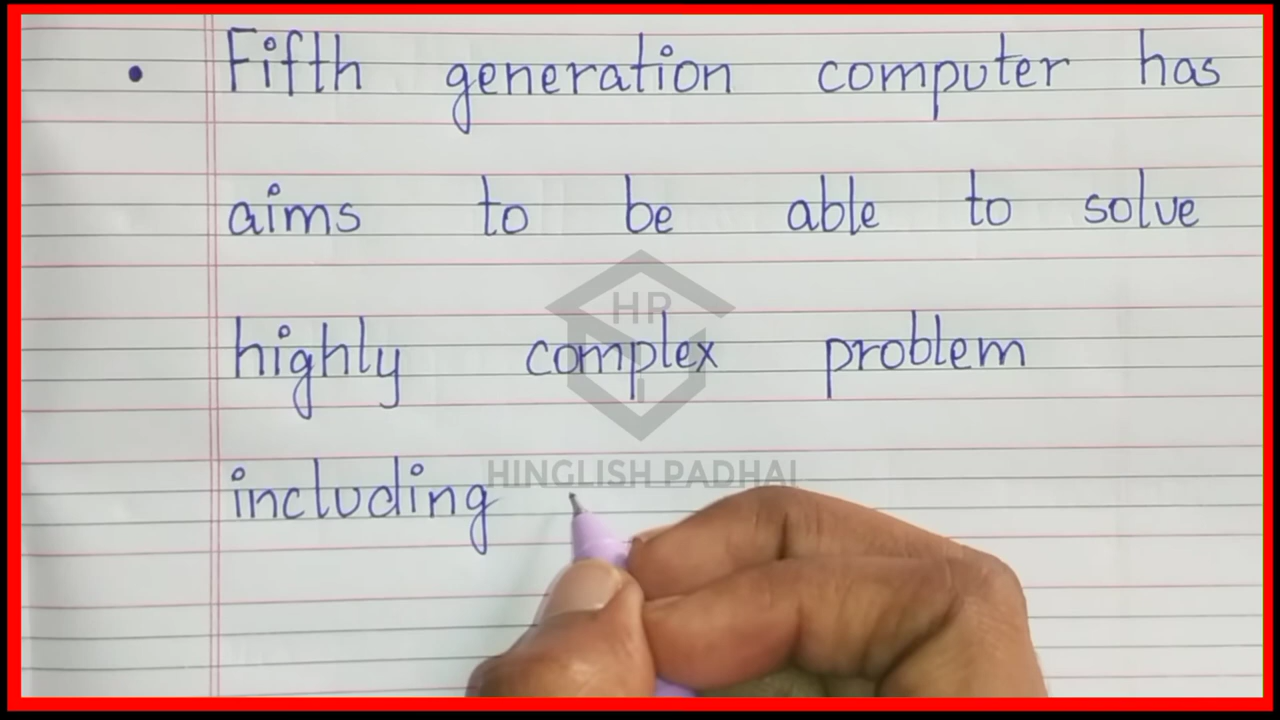 • Fifth generation computer has
aims to be able to solve
highly complex problem
including
HR
HINGLISH PADHAI